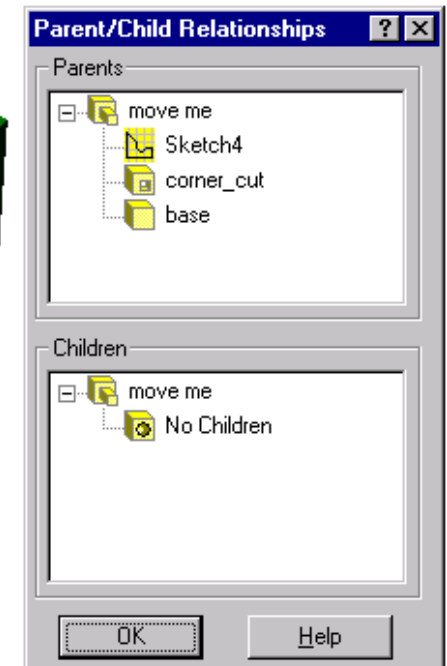 Parent/Child Relationships
Parents
move me
Sketch4
corner_cut
base
Children
move me
No Children
OK
Help